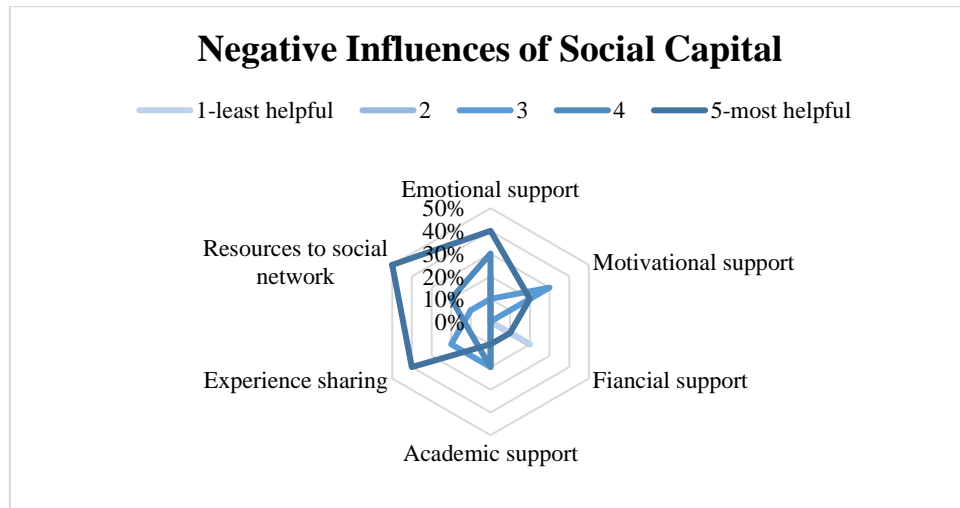 Negative Influences of Social Capital
1-least helpful 2 3 4 5-most helpful
Emotional support
50%
40%
30%
20%
10%
0%
Motivational support
Fiancial support
Academic support
Experience sharing
Resources to social
network